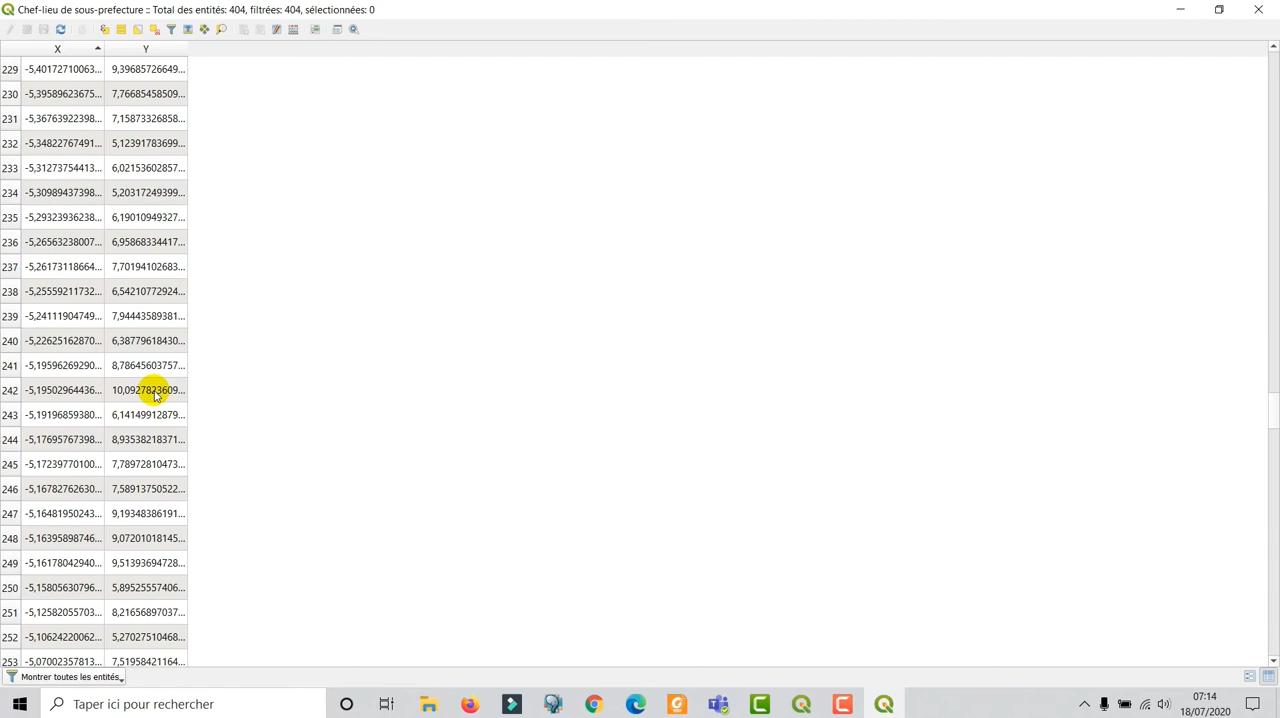 Chef-lieu de sous-prefecture :: Total des entités: 404, filtrées: 404, sélectionnées: 0
X Y
229 -5,40172710063... 9,39685726649...
230 -5,39589623675... 7,76685458509...
231 -5,36763922398... 7,15873326858...
232 -5,34822767491... 5,12391783699...
233 -5,31273754413... 6,02153602857...
234 -5,30989437398... 5,20317249399...
235 -5,29323936238... 6,19010949327...
236 -5,26563238007... 6,95868334417...
237 -5,26173118664... 7,70194102683...
238 -5,25559211732... 6,54210772924...
239 -5,24111904749... 7,94443589381...
240 -5,22625162870... 6,38779618430...
241 -5,19596269290... 8,78645603757...
242 -5,19502964436... 10,0927823609...
243 -5,19196859380... 6,14149912879...
244 -5,17695767398... 8,93538218371...
245 -5,17239770100... 7,78972810473...
246 -5,16782762630... 7,58913750522...
247 -5,16481950243... 9,19348386191...
248 -5,16395898746... 9,07201018145...
249 -5,16178042940... 9,51393694728...
250 -5,15805630796... 5,89525557406...
251 -5,12582055703... 8,21656897037...
252 -5,10624220062... 5,27027510468...
253 -5,07002357813... 7,51958421164...
Montrer toutes les entités
Taper ici pour rechercher
07:14
18/07/2020